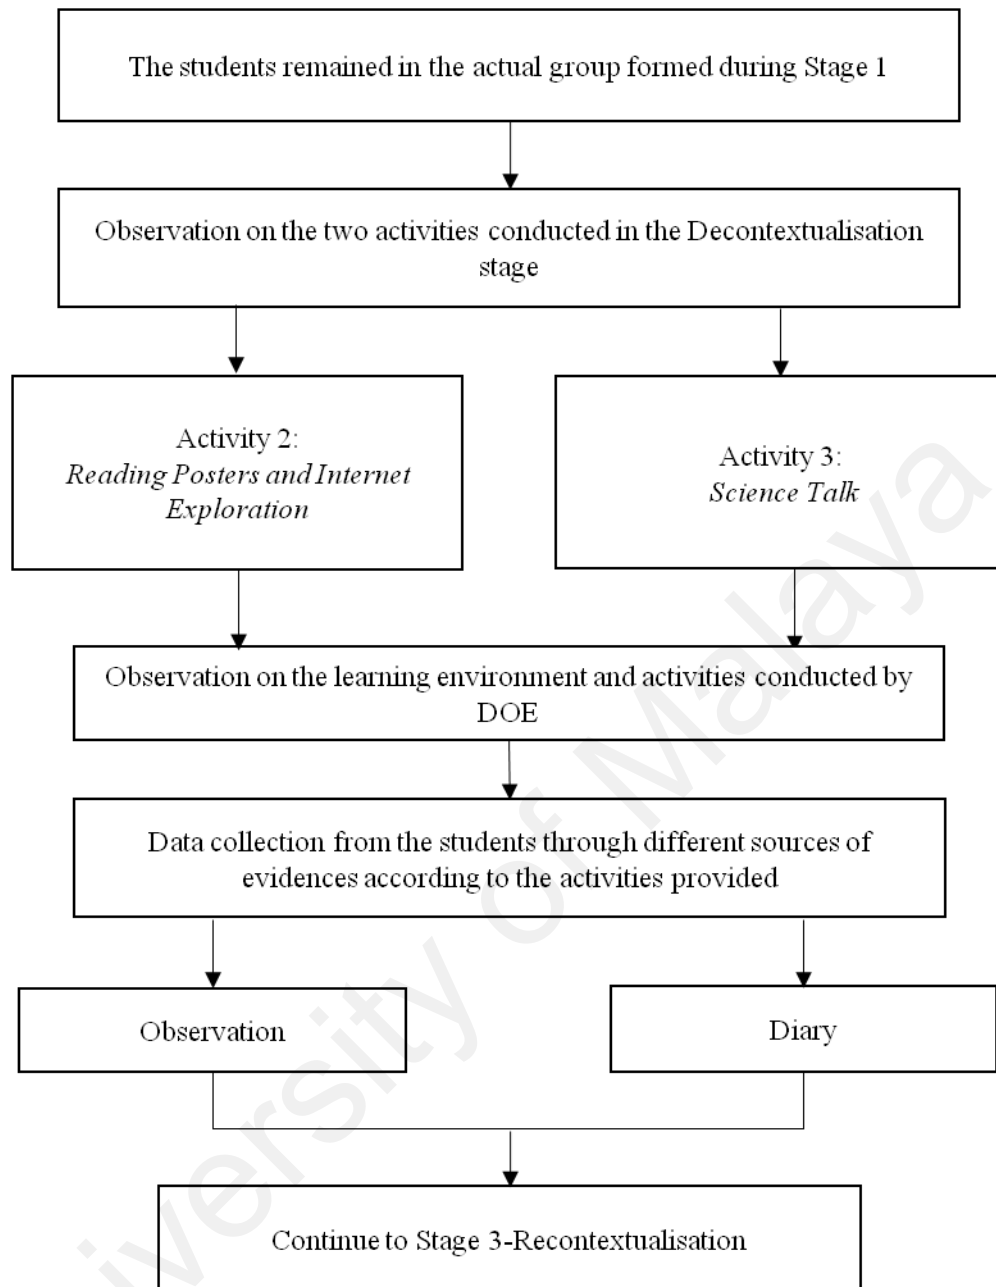 The students remained in the actual group formed during Stage 1
Observation on the two activities conducted in the Decontextualisation
stage
Activity 2:
Reading Posters and Internet
Exploration
Activity 3:
Science Talk
Observation on the learning environment and activities conducted by
DOE
Data collection from the students through different sources of
evidences according to the activities provided
Observation
Diary
Continue to Stage 3-Recontextualisation
iversity of Malaya